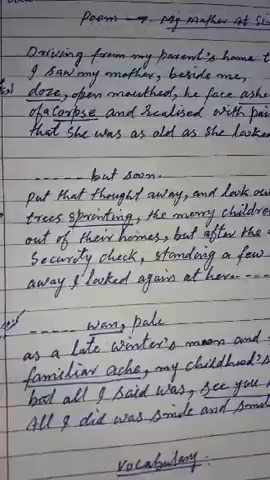 Poem → My Mother At Si
Driving from my parent's home t
I saw my mother, beside me,
doze, open mouthed, he face ashe
of a corpse and realised with pai
that she was as old as she looke
------ but soon.
put that thought away, and look ou
trees sprinting, the merry childre
out of their homes, but after the a
Security check, standing a few
away I looked again at her----
------ wan, pale
as a late winter's moon and
familiar ache, my childhood's
but all I said was, see you
All I did was smile and smil
Vocabulary.